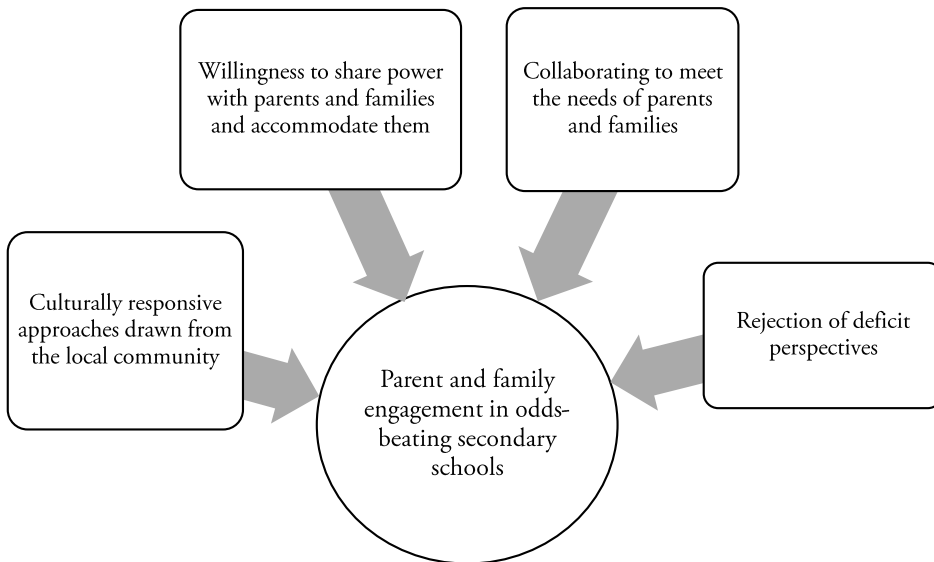 Willingness to share power
with parents and families
and accommodate them
Collaborating to meet
the needs of parents
and families
Culturally responsive
approaches drawn from
the local community
Rejection of deficit
perspectives
Parent and family
engagement in odds-
beating secondary
schools